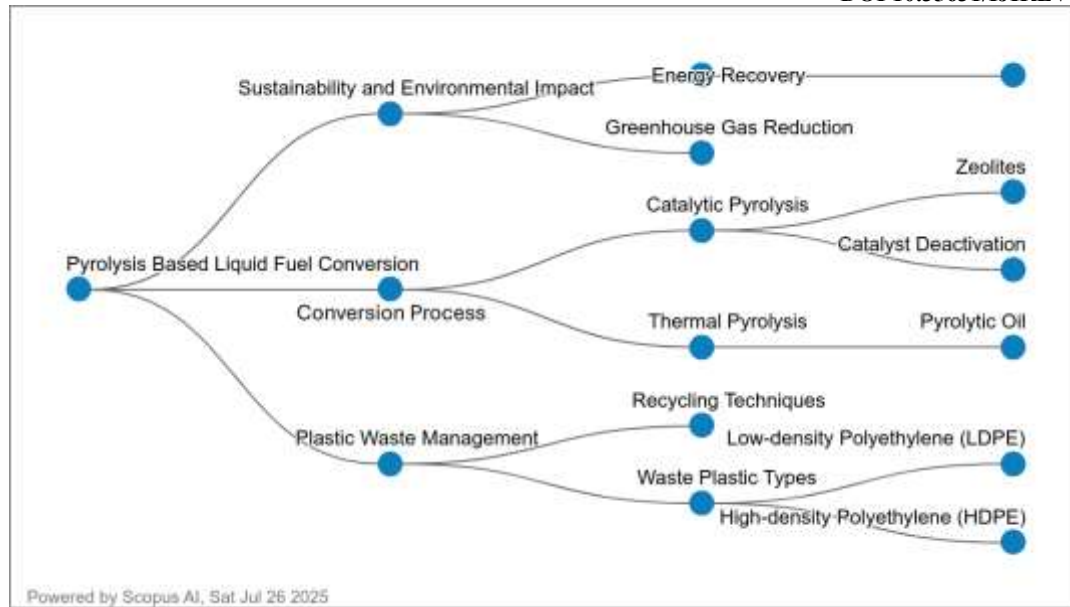 Sustainability and Environmental Impact
Energy Recovery
Greenhouse Gas Reduction
Zeolites
Catalytic Pyrolysis
Catalyst Deactivation
Pyrolysis Based Liquid Fuel Conversion
Conversion Process
Thermal Pyrolysis
Pyrolytic Oil
Recycling Techniques
Plastic Waste Management
Low-density Polyethylene (LDPE)
Waste Plastic Types
High-density Polyethylene (HDPE)
Powered by Scopus AI, Sat Jul 26 2025